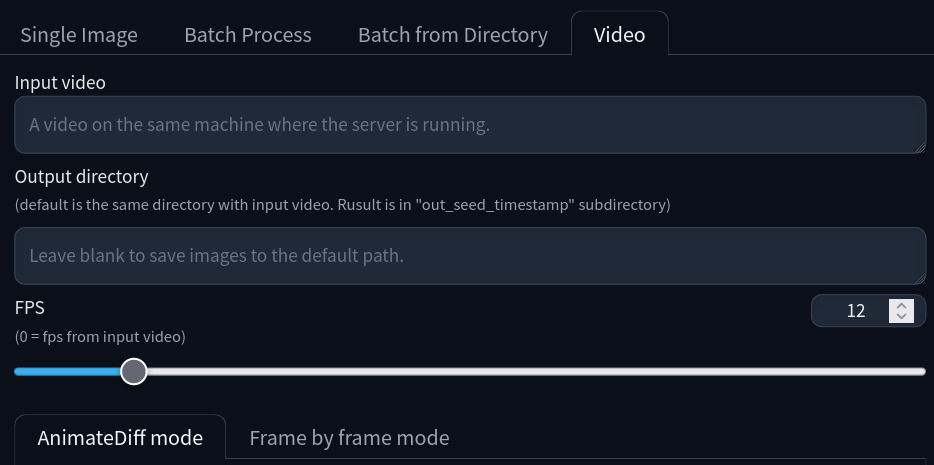 Single Image Batch Process Batch from Directory Video
Input video
A video on the same machine where the server is running.
Output directory
(default is the same directory with input video. Rusult is in "out_seed_timestamp" subdirectory)
Leave blank to save images to the default path.
FPS 12
(0 = fps from input video)
AnimateDiff mode Frame by frame mode